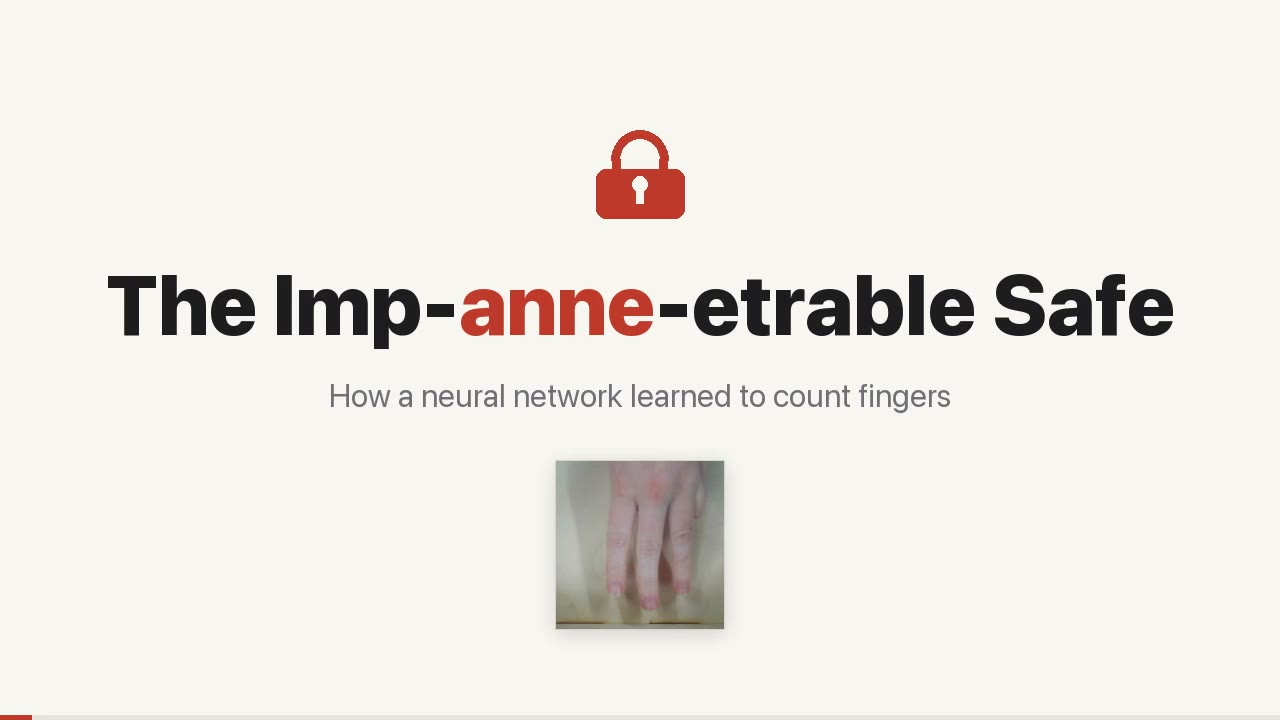 The Imp-anne-etrable Safe
How a neural network learned to count fingers